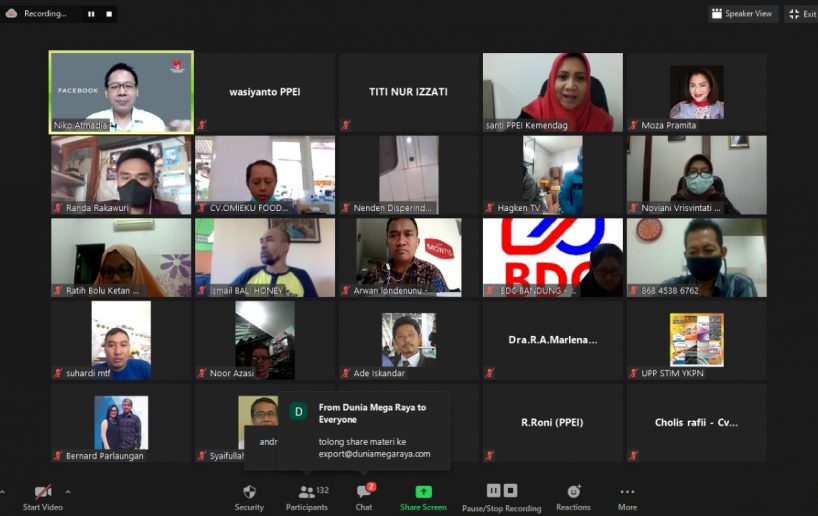 Recording...
Speaker View
Exit
FACEBOOK
Niko Atmadja
wasiyanto PPEI
TITI NUR IZZATI
santi PPEI Kemendag
Moza Pramita
Randa Rakawuri
CV.OMIEKU FOOD...
Nenden Disperind...
Hagken TV
Noviani Vrisvintati ...
Ratih Bolu Ketan ...
ismail BALI HONEY
MONTIS
Arwan londenunu -...
BDC
BDC BANDUNG - ...
868 4538 6762
suhardi mtf
Noor Azasi
Ade Iskandar
Dra.R.A.Marlena...
UPP STIM YKPN
Bernard Parlaungan
Syaifullah
andr
D
From Dunia Mega Raya to
Everyone
tolong share materi ke
export@duniamegaraya.com
R.Roni (PPEI)
Cholis rafii - Cv...
Start Video
Security
Participants
132
Chat
2
Share Screen
Pause/Stop Recording
Reactions
More